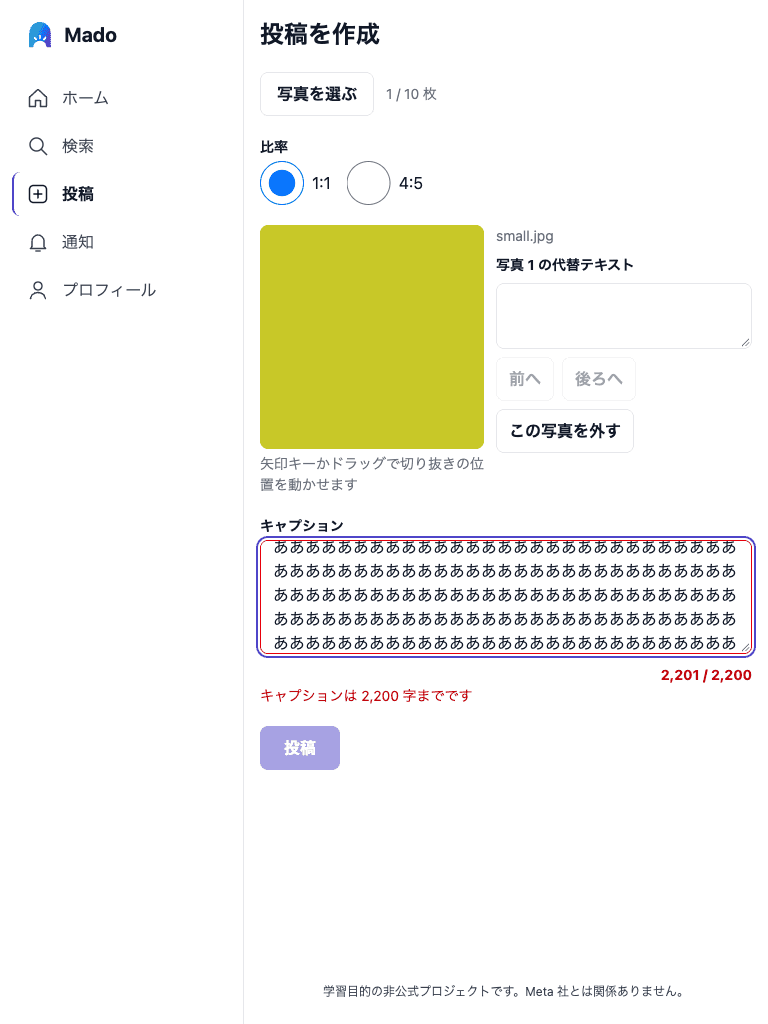 Mado
ホーム
検索
投稿
通知
プロフィール
投稿を作成
写真を選ぶ
1 / 10 枚
比率
1:1
4:5
small.jpg
写真 1 の代替テキスト
前へ
後ろへ
この写真を外す
矢印キーかドラッグで切り抜きの位
置を動かせます
キャプション
あああああああああああああああああああああああああああああ
あああああああああああああああああああああああああああああ
あああああああああああああああああああああああああああああ
あああああああああああああああああああああああああああああ
あああああああああああああああああああああああああああああ
2,201 / 2,200
キャプションは 2,200 字までです
投稿
学習目的の非公式プロジェクトです。Meta 社とは関係ありません。